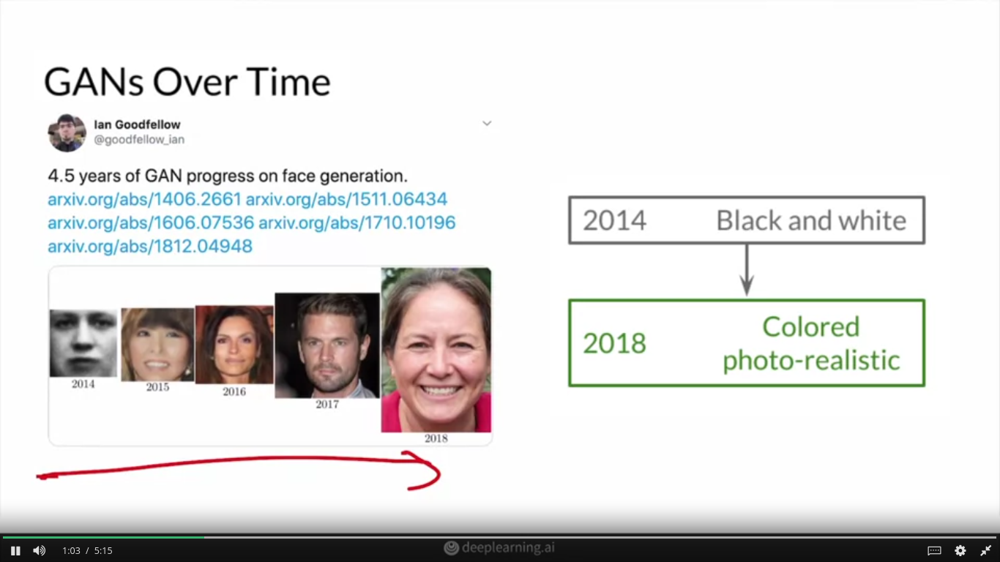 GANs Over Time
Ian Goodfellow
@goodfellow_ian
4.5 years of GAN progress on face generation.
arxiv.org/abs/1406.2661 arxiv.org/abs/1511.06434
arxiv.org/abs/1606.07536 arxiv.org/abs/1710.10196
arxiv.org/abs/1812.04948
2014
2015
2016
2017
2018
2014 Black and white
2018 Colored
photo-realistic
1:03 / 5:15
deeplearning.ai